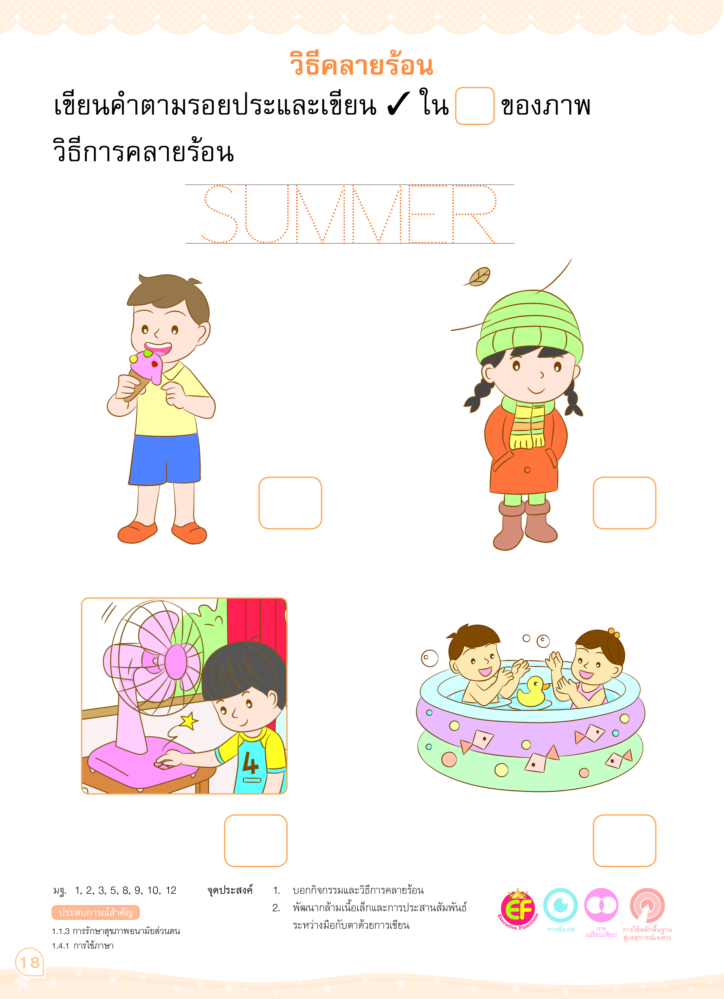 วิธีคลายร้อน
เขียนคำตามรอยประและเขียน ✓ ใน ของภาพ
วิธีการคลายร้อน
SUMMER
4
มฐ. 1, 2, 3, 5, 8, 9, 10, 12
ประสบการณ์สำคัญ
1.1.3 การรักษาสุขภาพอนามัยส่วนตน
1.4.1 การใช้ภาษา
จุดประสงค์ 1. บอกกิจกรรมและวิธีการคลายร้อน
2. พัฒนากล้ามเนื้อเล็กและการประสานสัมพันธ์
ระหว่างมือกับตาด้วยการเขียน
EF
Executive Functions
การสังเกต
การ
เปรียบเทียบ
การใช้หลักพื้นฐาน
สู่เหตุการณ์เฉพาะ
18